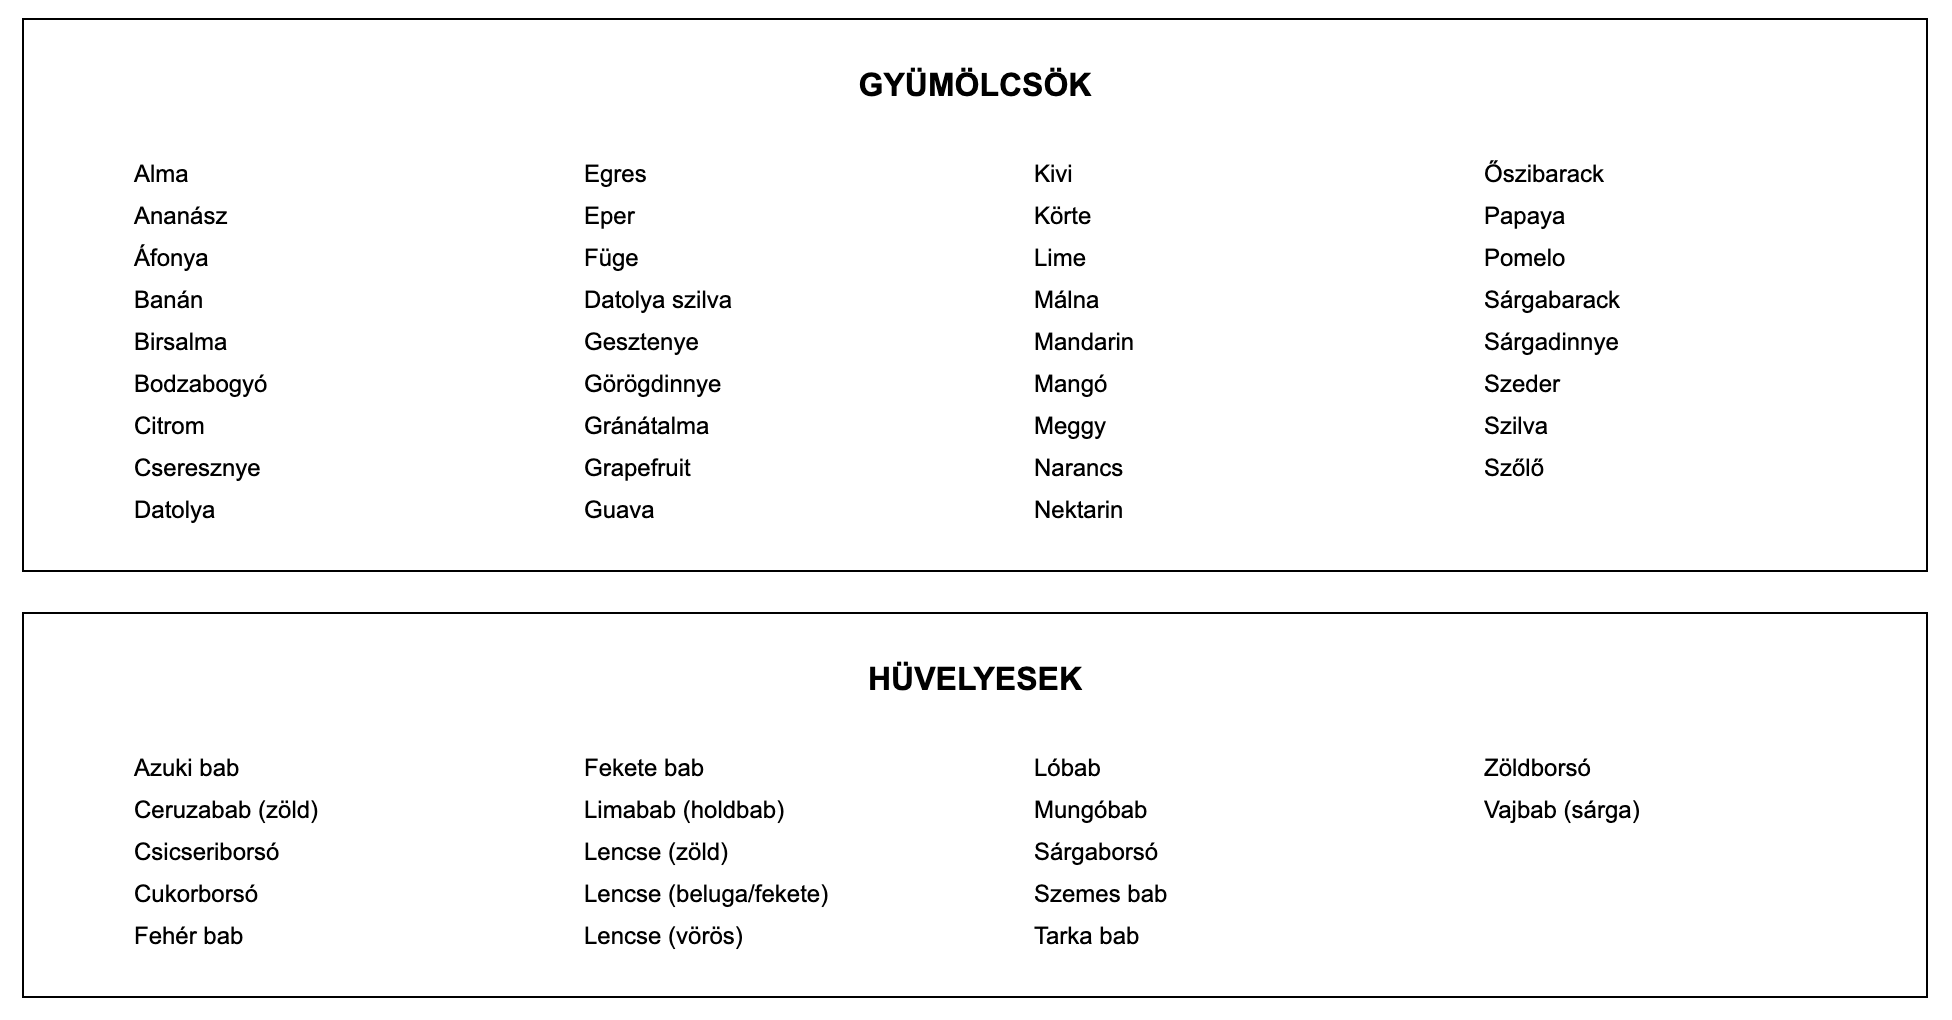 GYÜMÖLCSÖK
Alma
Ananász
Áfonya
Banán
Birsalma
Bodzabogyó
Citrom
Cseresznye
Datolya
Egres
Eper
Füge
Datolya szilva
Gesztenye
Görögdinnye
Gránátalma
Grapefruit
Guava
Kivi
Körte
Lime
Málna
Mandarin
Mangó
Meggy
Narancs
Nektarin
Őszibarack
Papaya
Pomelo
Sárgabarack
Sárgadinnye
Szeder
Szilva
Szőlő
HÜVELYESEK
Azuki bab
Ceruzabab (zöld)
Csicseriborsó
Cukorborsó
Fehér bab
Fekete bab
Limabab (holdbab)
Lencse (zöld)
Lencse (beluga/fekete)
Lencse (vörös)
Lóbab
Mungóbab
Sárgaborsó
Szemes bab
Tarka bab
Zöldborsó
Vajbab (sárga)